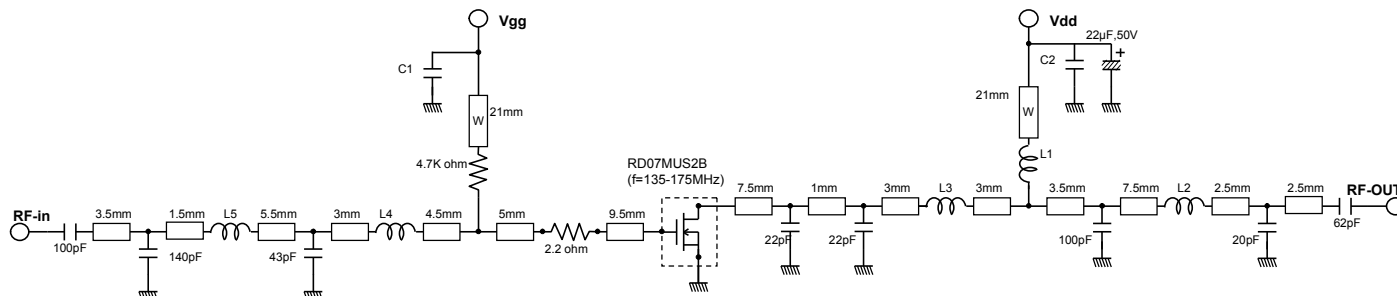 Vgg
Vdd
22μF,50V
+
C1
C2
21mm
W
21mm
W
4.7K ohm
L1
RD07MUS2B
(f=135-175MHz)
RF-in
3.5mm
1.5mm
L5
5.5mm
3mm
L4
4.5mm
5mm
9.5mm
7.5mm
1mm
3mm
L3
3mm
3.5mm
7.5mm
L2
2.5mm
2.5mm
RF-OUT
100pF
140pF
43pF
2.2 ohm
22pF
22pF
100pF
20pF
62pF